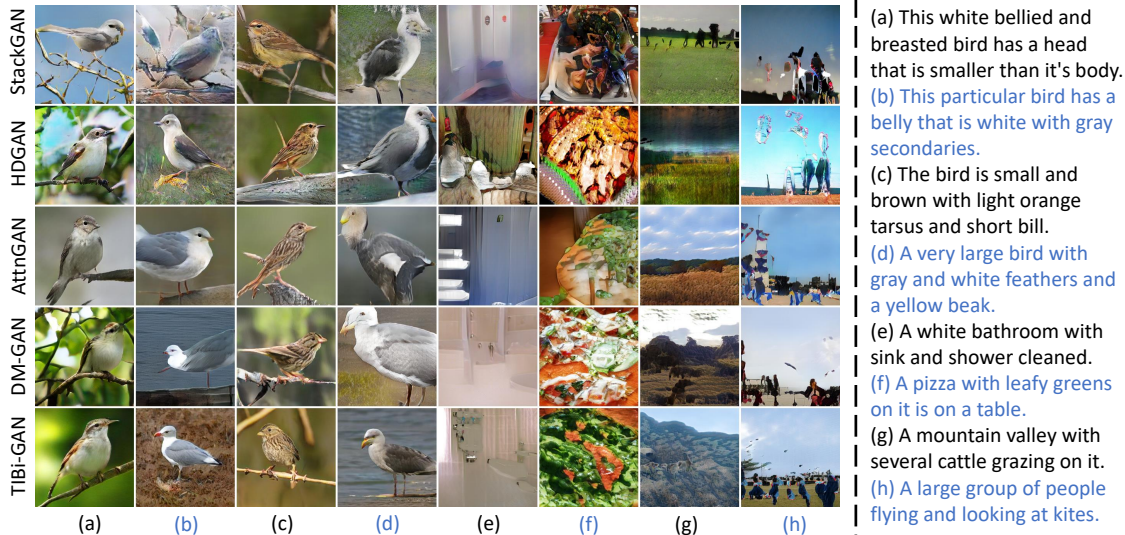 StackGAN
HDGAN
AttnGAN
DM-GAN
TIBi-GAN
(a)
(b)
(c)
(d)
(e)
(f)
(g)
(h)
(a) This white bellied and
breasted bird has a head
that is smaller than it's body.
(b) This particular bird has a
belly that is white with gray
secondaries.
(c) The bird is small and
brown with light orange
tarsus and short bill.
(d) A very large bird with
gray and white feathers and
a yellow beak.
(e) A white bathroom with
sink and shower cleaned.
(f) A pizza with leafy greens
on it is on a table.
(g) A mountain valley with
several cattle grazing on it.
(h) A large group of people
flying and looking at kites.